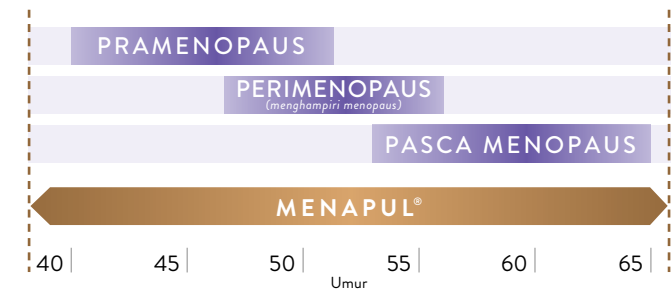 PRAMENOPAUS
PERIMENOPAUS
(menghampiri menopaus)
PASCA MENOPAUS
MENAPUL®
40 45 50 55 60 65
Umur